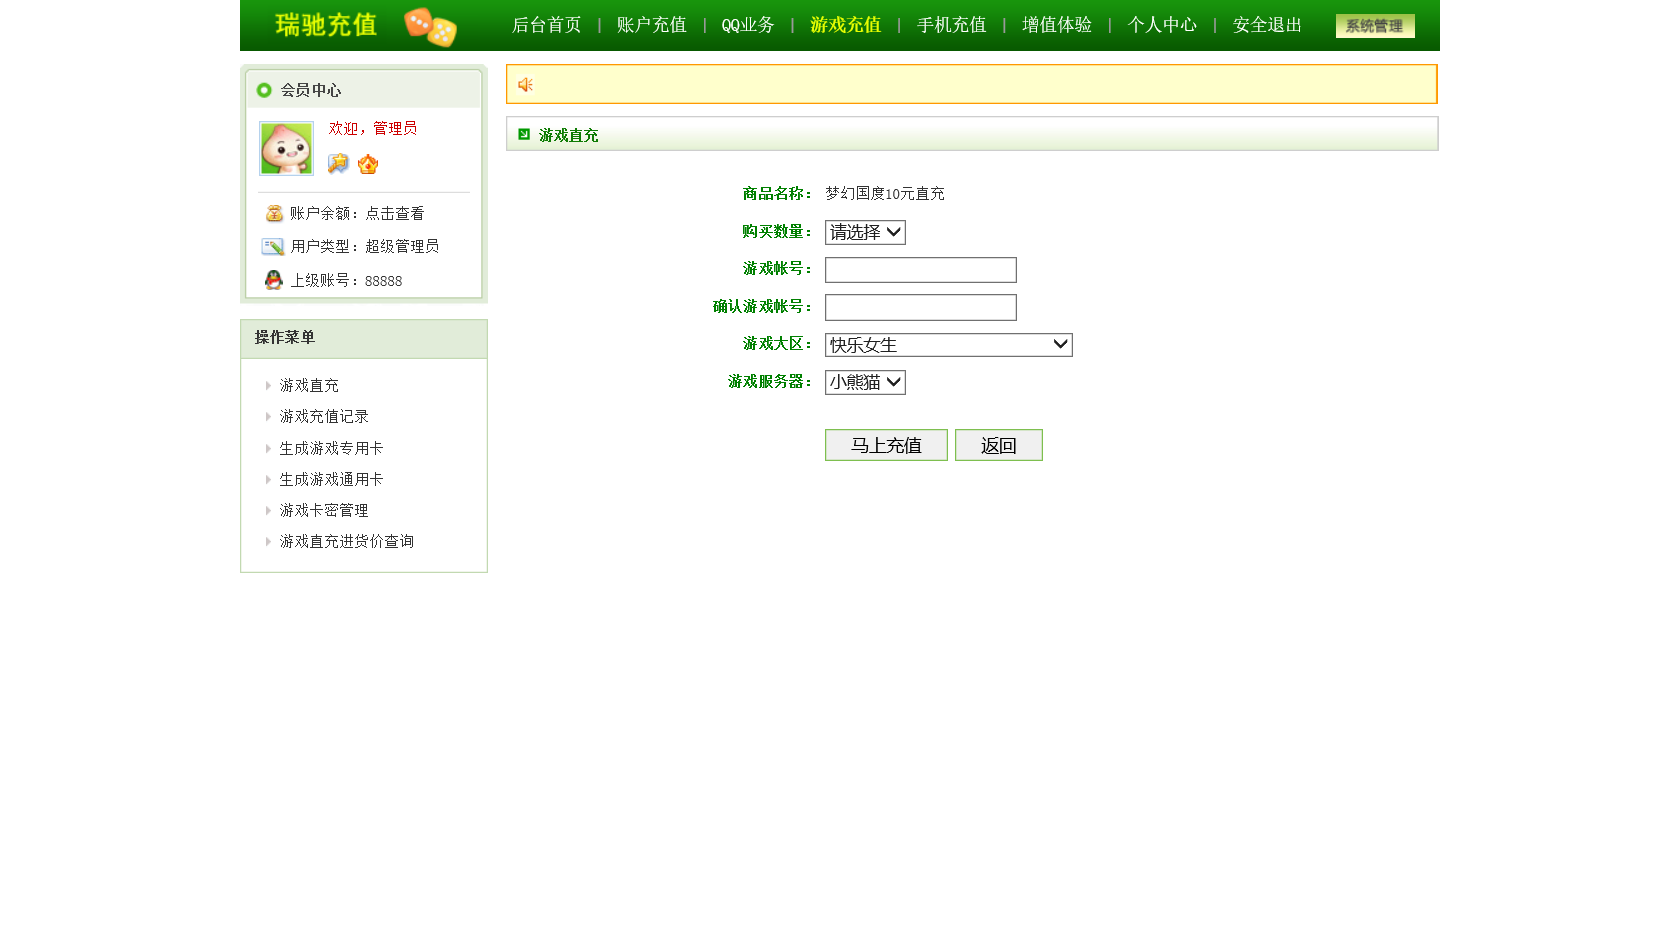 瑞驰充值
后台首页 | 账户充值 | QQ业务 | 游戏充值 | 手机充值 | 增值体验 | 个人中心 | 安全退出 系统管理
会员中心
欢迎，管理员
账户余额：点击查看
用户类型：超级管理员
上级账号：88888
操作菜单
游戏直充
游戏充值记录
生成游戏专用卡
生成游戏通用卡
游戏卡密管理
游戏直充进货价查询
游戏直充
商品名称： 梦幻国度10元直充
购买数量： 请选择
游戏帐号：
确认游戏帐号：
游戏大区： 快乐女生
游戏服务器： 小熊猫
马上充值 返回